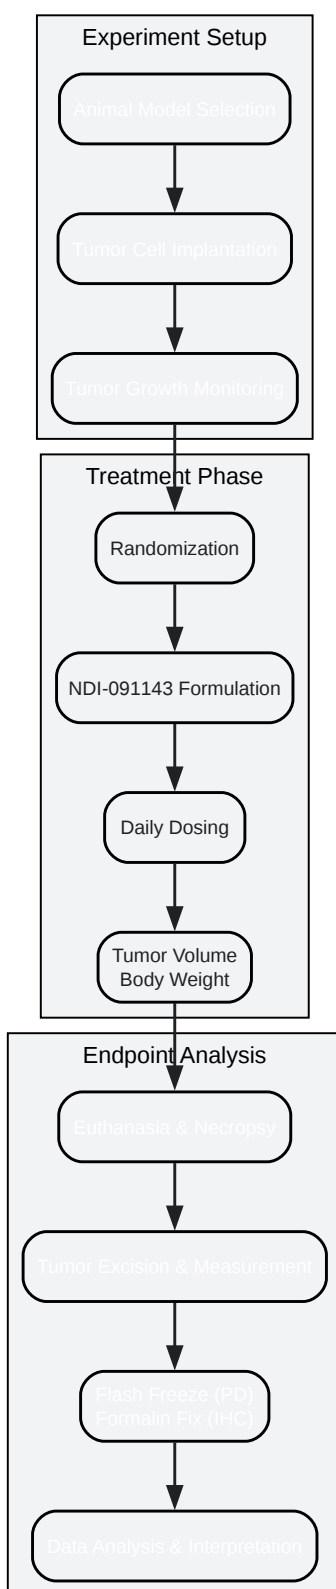 Experiment Setup
Animal Model Selection
Tumor Cell Implantation
Tumor Growth Monitoring
Treatment Phase
Randomization
NDI-091143 Formulation
Daily Dosing
Tumor Volume
Body Weight
Endpoint Analysis
Euthanasia & Necropsy
Tumor Excision & Measurement
Flash Freeze (PD)
Formalin Fix (IHC)
Data Analysis & Interpretation